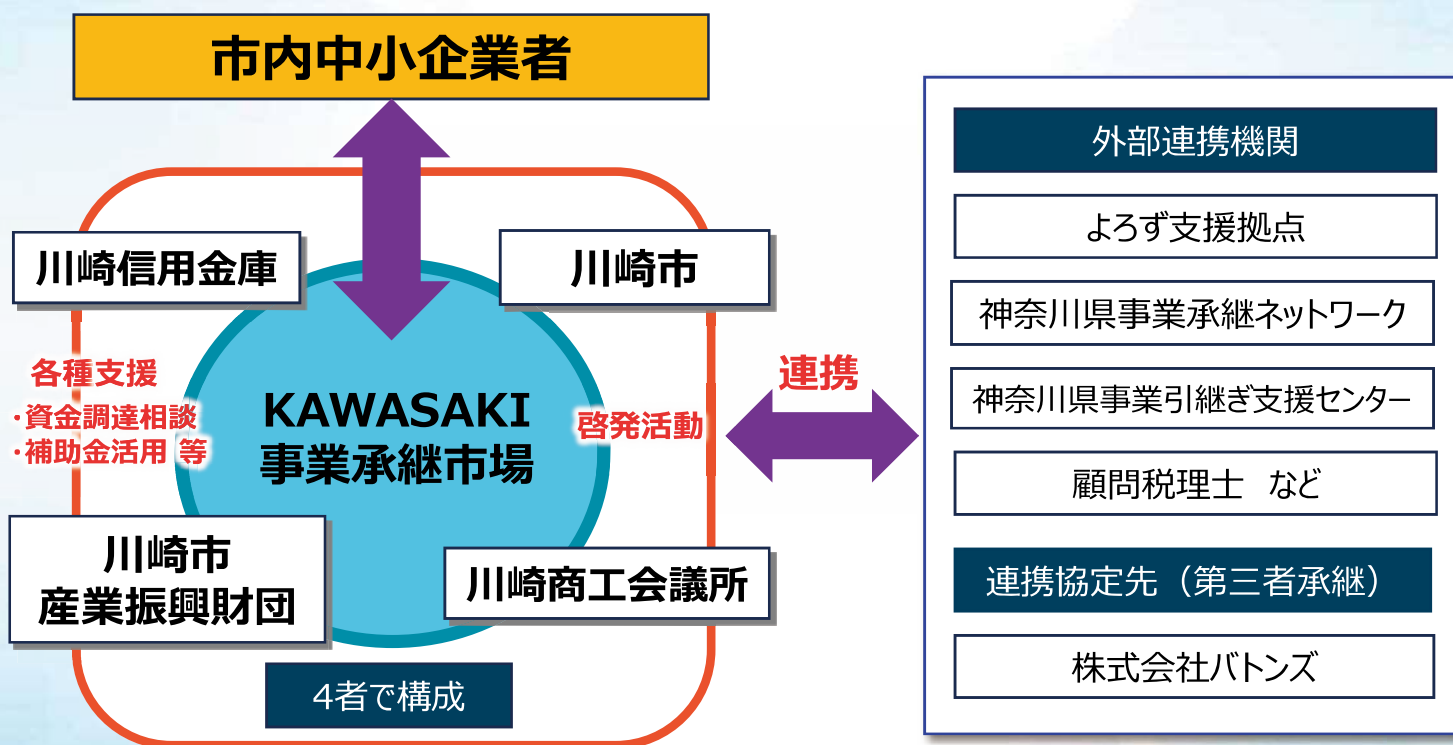 市内中小企業者
川崎信用金庫
川崎市
各種支援
・資金調達相談
・補助金活用 等
KAWASAKI
事業承継市場
啓発活動
川崎市
産業振興財団
川崎商工会議所
4者で構成
連携
外部連携機関
よろず支援拠点
神奈川県事業承継ネットワーク
神奈川県事業引継ぎ支援センター
顧問税理士　など
連携協定先（第三者承継）
株式会社バトンズ